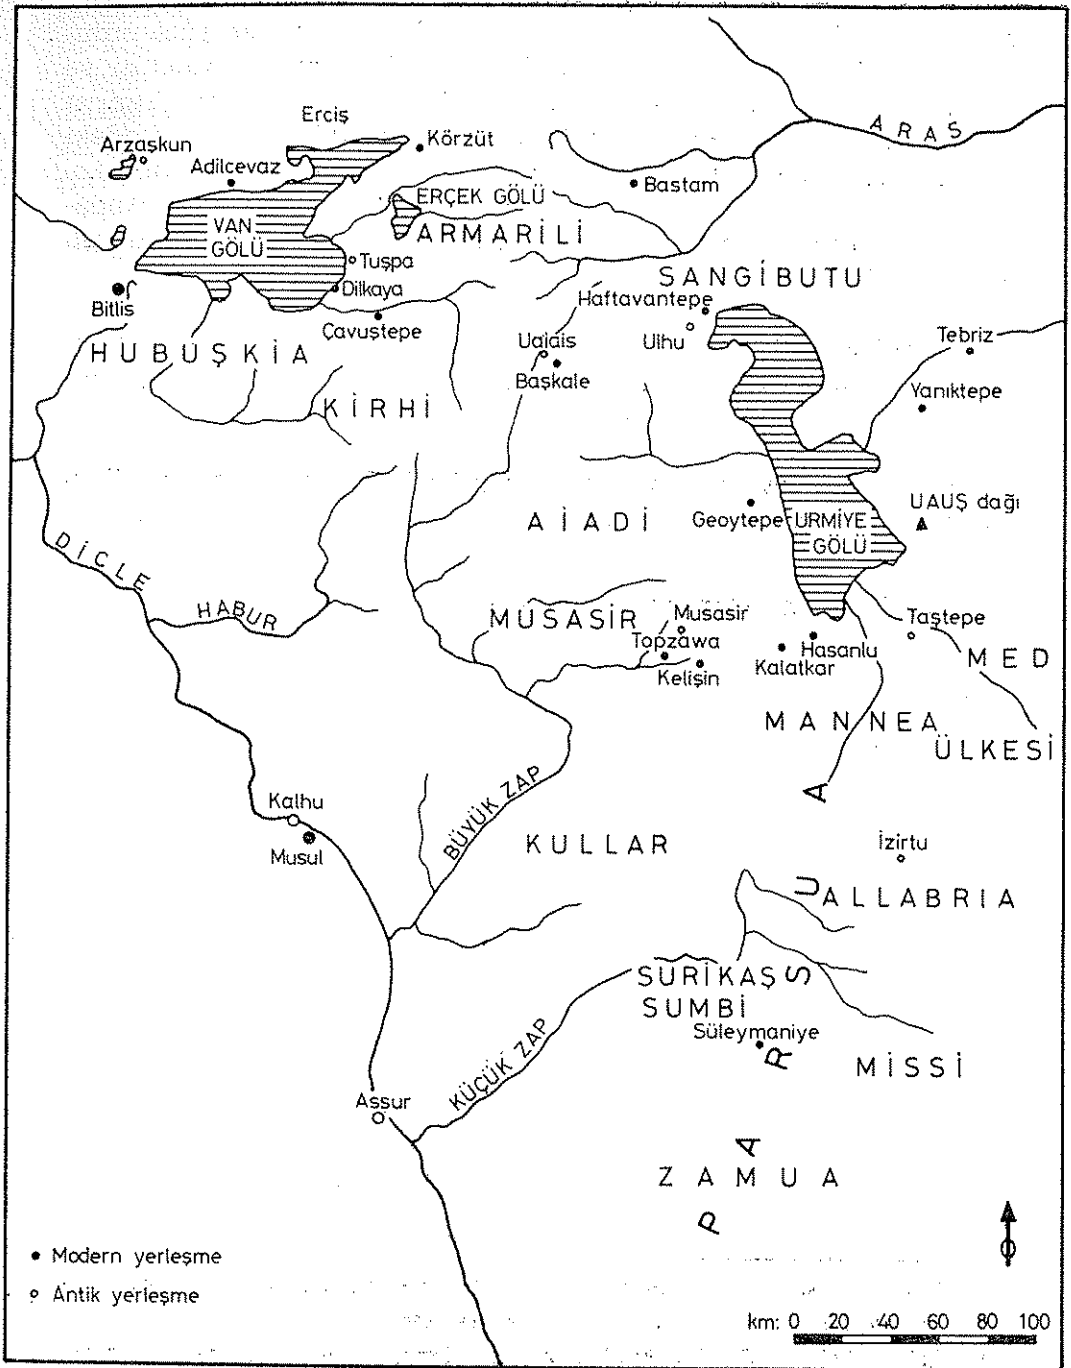 Erciş
Körzüt
ARAS
Arzaşkun
Adilcevaz
Bastam
ERÇEK GÖLÜ
VAN
GÖLÜ
ARMARİLİ
Tuşpa
SANGİBUTU
Dilkaya
Bitlis
Haftavantepe
Çavuştepe
Ulhu
Tebriz
HUBUŞKİA
Uaiais
Başkale
Yanıktepe
KİRHİ
AİADİ
Geoytepe
URMİYE
GÖLÜ
UAUŞ dağı
DİCLE
HABUR
MUSASİR
Musasir
Taştepe
Topzawa
Hasanlu
Kelişin
Kalatkar
MED
MANNEA
ÜLKESİ
Kalhu
BÜYÜK ZAP
Musul
KULLAR
İzirtu
ALLABRIA
SURİKAŞ
SUMBİ
Süleymaniye
KÜÇÜK ZAP
MİSSİ
Assur
ZAMUA
PARSUA
• Modern yerleşme
○ Antik yerleşme
km: 0 20 40 60 80 100